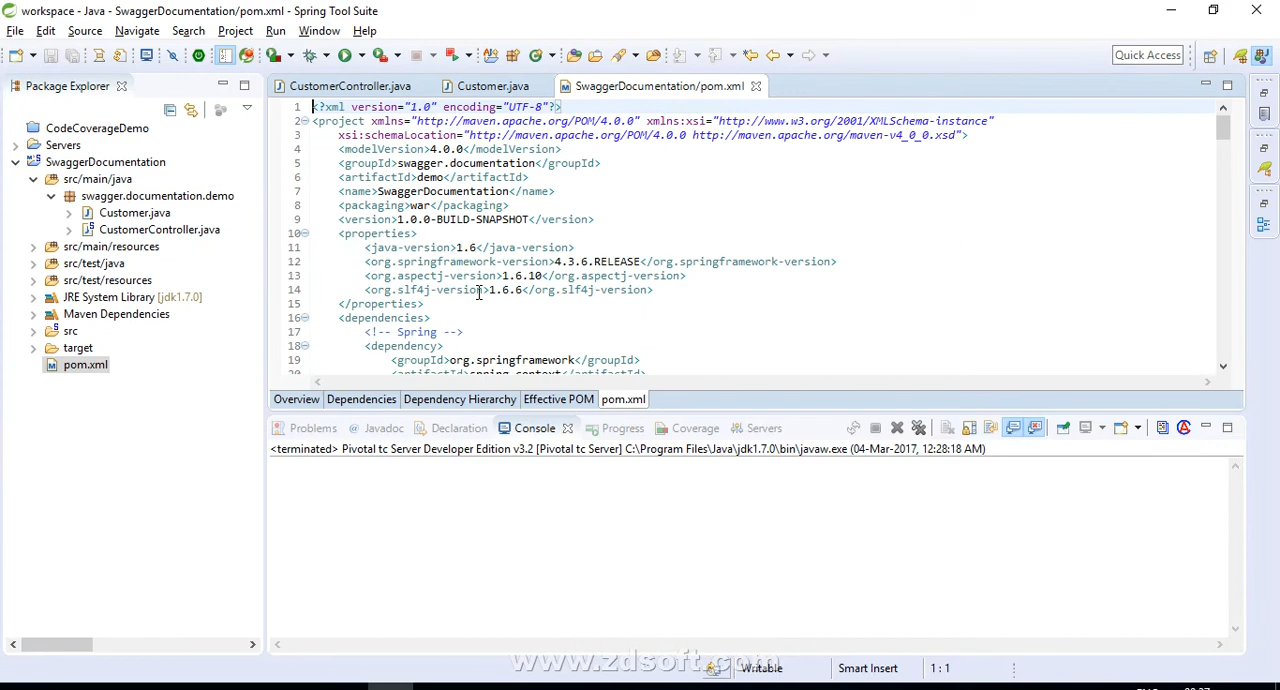 workspace - Java - SwaggerDocumentation/pom.xml - Spring Tool Suite
File Edit Source Navigate Search Project Run Window Help
Quick Access
Package Explorer
CodeCoverageDemo
Servers
SwaggerDocumentation
src/main/java
swagger.documentation.demo
Customer.java
CustomerController.java
src/main/resources
src/test/java
src/test/resources
JRE System Library [jdk1.7.0]
Maven Dependencies
src
target
pom.xml
CustomerController.java Customer.java SwaggerDocumentation/pom.xml
1 <?xml version="1.0" encoding="UTF-8"?>
2 <project xmlns="http://maven.apache.org/POM/4.0.0" xmlns:xsi="http://www.w3.org/2001/XMLSchema-instance"
3 xsi:schemaLocation="http://maven.apache.org/POM/4.0.0 http://maven.apache.org/maven-v4_0_0.xsd">
4 <modelVersion>4.0.0</modelVersion>
5 <groupId>swagger.documentation</groupId>
6 <artifactId>demo</artifactId>
7 <name>SwaggerDocumentation</name>
8 <packaging>war</packaging>
9 <version>1.0.0-BUILD-SNAPSHOT</version>
10 <properties>
11 <java-version>1.6</java-version>
12 <org.springframework-version>4.3.6.RELEASE</org.springframework-version>
13 <org.aspectj-version>1.6.10</org.aspectj-version>
14 <org.slf4j-version>1.6.6</org.slf4j-version>
15 </properties>
16 <dependencies>
17 <!-- Spring -->
18 <dependency>
19 <groupId>org.springframework</groupId>
20 <artifactId>spring-context</artifactId>
Overview Dependencies Dependency Hierarchy Effective POM pom.xml
Problems Javadoc Declaration Console Progress Coverage Servers
<terminated> Pivotal tc Server Developer Edition v3.2 [Pivotal tc Server] C:\Program Files\Java\jdk1.7.0\bin\javaw.exe (04-Mar-2017, 12:28:18 AM)
www.zdsoft.com
Writable Smart Insert 1 : 1